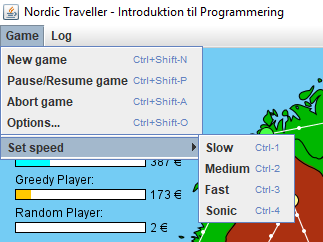 Nordic Traveller - Introduktion til Programmering
Game Log
New game Ctrl+Shift-N
Pause/Resume game Ctrl+Shift-P
Abort game Ctrl+Shift-A
Options... Ctrl+Shift-O
Set speed
Slow Ctrl-1
Medium Ctrl-2
Fast Ctrl-3
Sonic Ctrl-4
387 €
Greedy Player:
173 €
Random Player:
2 €